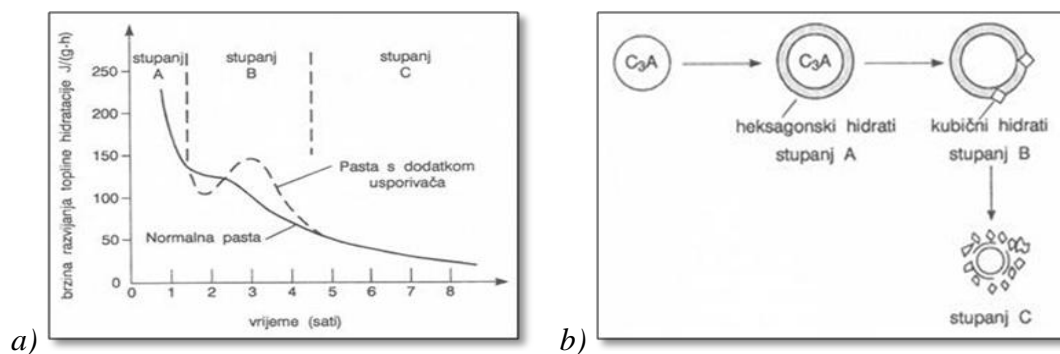 stupanj
A
stupanj
B
stupanj
C
250
200
150
100
50
0
brzina razvijanja topline hidratacije J/(g·h)
Pasta s dodatkom
usporivača
Normalna pasta
0 1 2 3 4 5 6 7 8
vrijeme (sati)
a)
C₃A
C₃A
heksagonski hidrati
stupanj A
kubični hidrati
stupanj B
stupanj C
b)